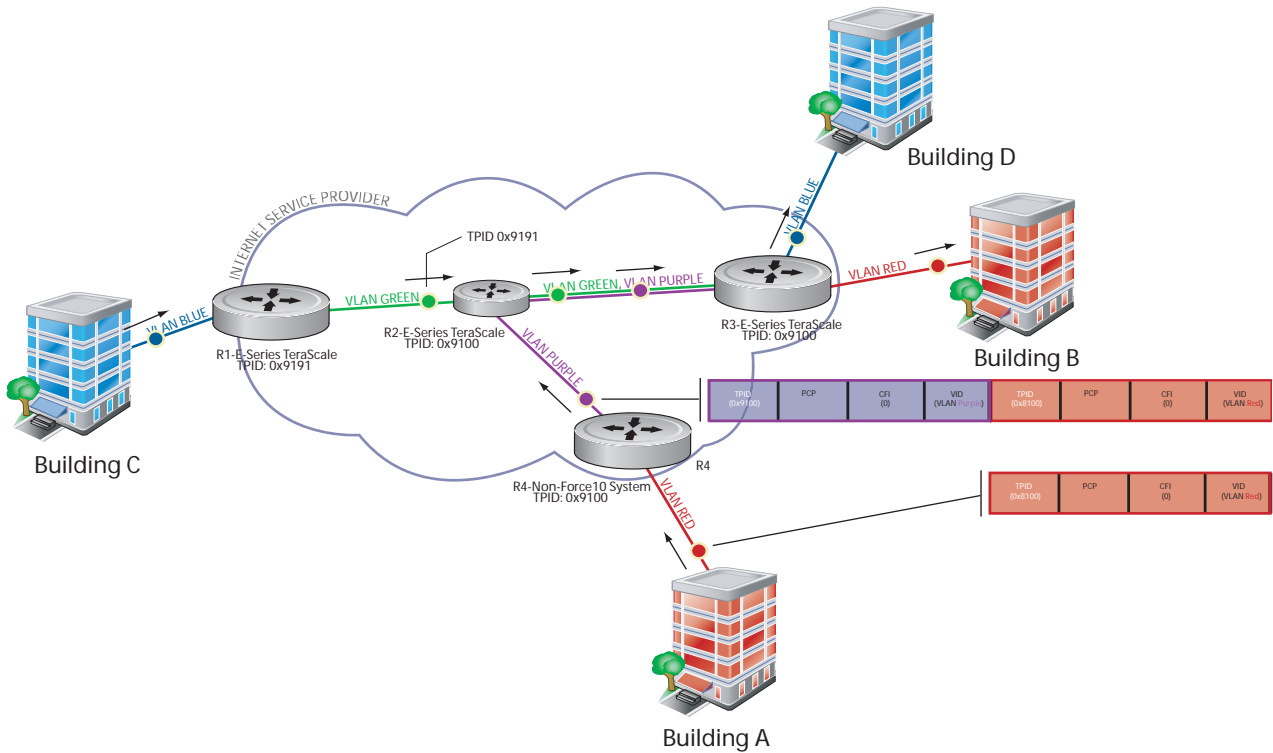 Building D
INTERNET SERVICE PROVIDER
VLAN BLUE
TPID 0x9191
VLAN RED
VLAN GREEN
VLAN GREEN, VLAN PURPLE
VLAN BLUE
R1-E-Series TeraScale
TPID: 0x9191
R2-E-Series TeraScale
TPID: 0x9100
R3-E-Series TeraScale
TPID: 0x9100
Building B
VLAN PURPLE
TPID
(0x9100)
PCP
CFI
(0)
VID
(VLAN Purple)
TPID
(0x8100)
PCP
CFI
(0)
VID
(VLAN Red)
Building C
R4
R4-Non-Force10 System
TPID: 0x9100
VLAN RED
TPID
(0x8100)
PCP
CFI
(0)
VID
(VLAN Red)
Building A